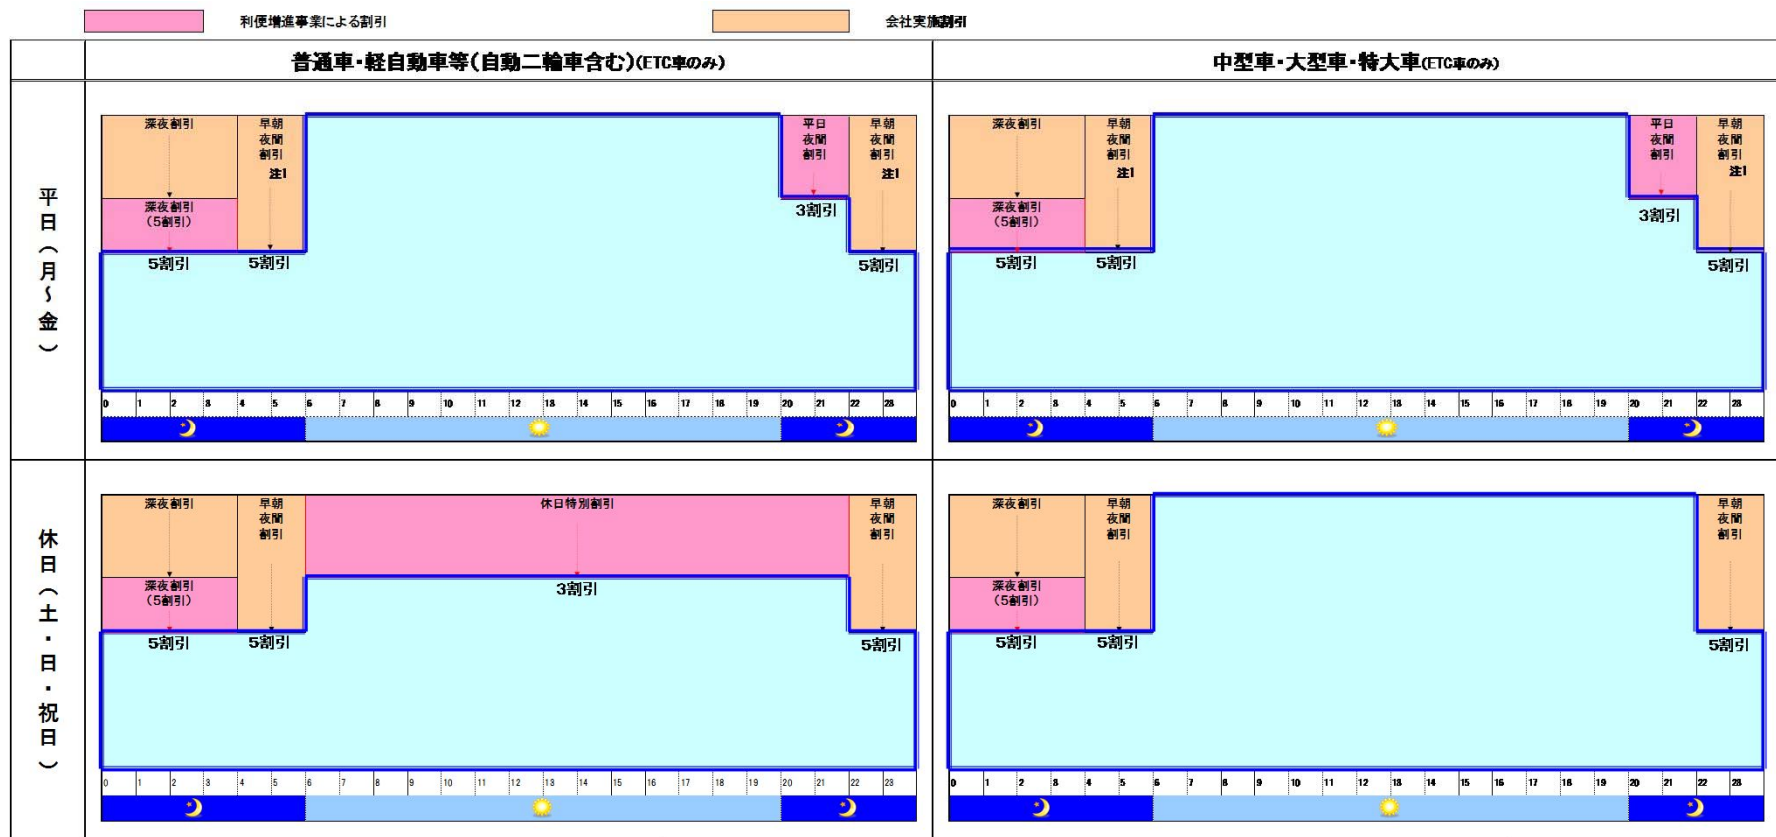 利便増進事業による割引
会社実施割引
普通車・軽自動車等(自動二輪車含む)(ETC車のみ)
中型車・大型車・特大車(ETC車のみ)
平日(月~金)
深夜割引
深夜割引
(5割引)
5割引
早朝
夜間
割引
注1
5割引
平日
夜間
割引
3割引
早朝
夜間
割引
注1
5割引
0 1 2 3 4 5 6 7 8 9 10 11 12 13 14 15 16 17 18 19 20 21 22 23
深夜割引
深夜割引
(5割引)
5割引
早朝
夜間
割引
注1
5割引
平日
夜間
割引
3割引
早朝
夜間
割引
注1
5割引
0 1 2 3 4 5 6 7 8 9 10 11 12 13 14 15 16 17 18 19 20 21 22 23
休日(土・日・祝日)
深夜割引
深夜割引
(5割引)
5割引
早朝
夜間
割引
5割引
休日特別割引
3割引
早朝
夜間
割引
5割引
0 1 2 3 4 5 6 7 8 9 10 11 12 13 14 15 16 17 18 19 20 21 22 23
深夜割引
深夜割引
(5割引)
5割引
早朝
夜間
割引
5割引
早朝
夜間
割引
5割引
0 1 2 3 4 5 6 7 8 9 10 11 12 13 14 15 16 17 18 19 20 21 22 23